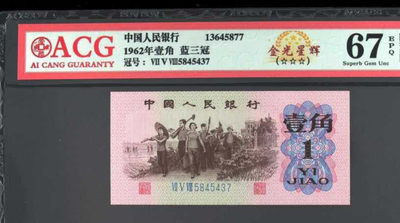 ACG
AI CANG GUARANTY
中国人民银行 13645877
1962年壹角 蓝三冠
冠号：VII V VIII5845437
金光星辉
(☆☆☆)
67
EPQ
Superb Gem Unc
中国人民银行
壹角
1
YI
JIAO
VII V VIII 5845437